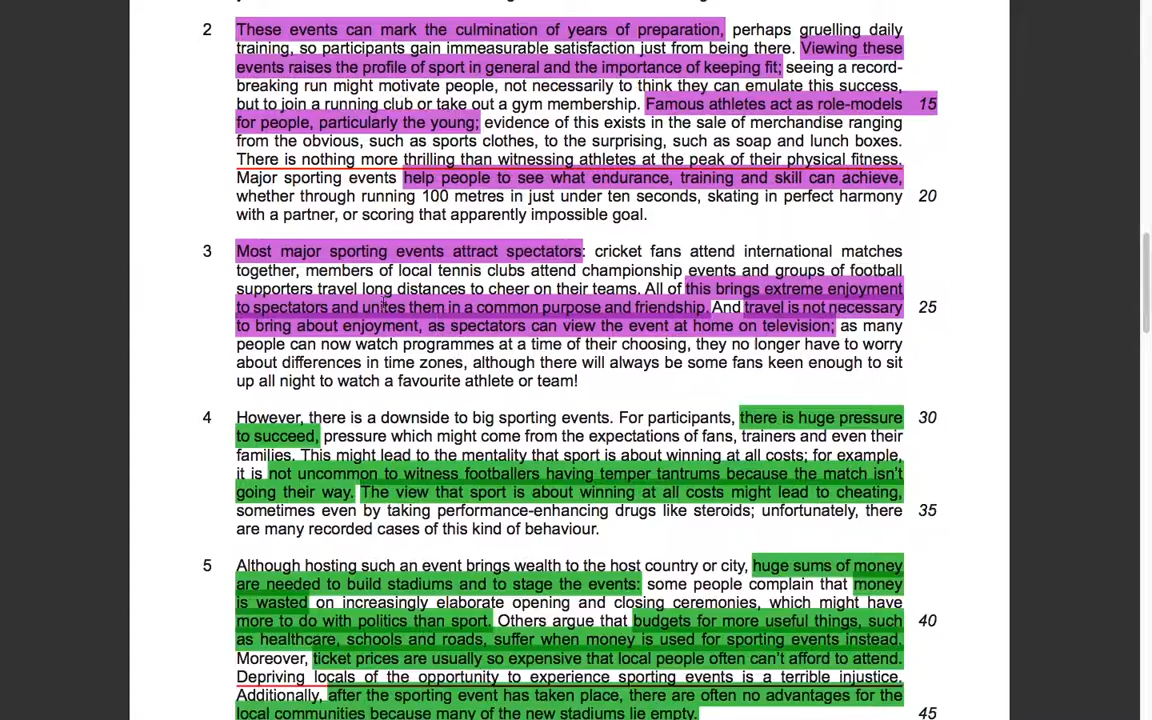 2 These events can mark the culmination of years of preparation, perhaps gruelling daily
training, so participants gain immeasurable satisfaction just from being there. Viewing these
events raises the profile of sport in general and the importance of keeping fit; seeing a record-
breaking run might motivate people, not necessarily to think they can emulate this success,
but to join a running club or take out a gym membership. Famous athletes act as role-models 15
for people, particularly the young; evidence of this exists in the sale of merchandise ranging
from the obvious, such as sports clothes, to the surprising, such as soap and lunch boxes.
There is nothing more thrilling than witnessing athletes at the peak of their physical fitness.
Major sporting events help people to see what endurance, training and skill can achieve,
whether through running 100 metres in just under ten seconds, skating in perfect harmony 20
with a partner, or scoring that apparently impossible goal.
3 Most major sporting events attract spectators: cricket fans attend international matches
together, members of local tennis clubs attend championship events and groups of football
supporters travel long distances to cheer on their teams. All of this brings extreme enjoyment
to spectators and unites them in a common purpose and friendship. And travel is not necessary 25
to bring about enjoyment, as spectators can view the event at home on television; as many
people can now watch programmes at a time of their choosing, they no longer have to worry
about differences in time zones, although there will always be some fans keen enough to sit
up all night to watch a favourite athlete or team!
4 However, there is a downside to big sporting events. For participants, there is huge pressure 30
to succeed, pressure which might come from the expectations of fans, trainers and even their
families. This might lead to the mentality that sport is about winning at all costs; for example,
it is not uncommon to witness footballers having temper tantrums because the match isn't
going their way. The view that sport is about winning at all costs might lead to cheating,
sometimes even by taking performance-enhancing drugs like steroids; unfortunately, there 35
are many recorded cases of this kind of behaviour.
5 Although hosting such an event brings wealth to the host country or city, huge sums of money
are needed to build stadiums and to stage the events: some people complain that money
is wasted on increasingly elaborate opening and closing ceremonies, which might have
more to do with politics than sport. Others argue that budgets for more useful things, such 40
as healthcare, schools and roads, suffer when money is used for sporting events instead.
Moreover, ticket prices are usually so expensive that local people often can't afford to attend.
Depriving locals of the opportunity to experience sporting events is a terrible injustice.
Additionally, after the sporting event has taken place, there are often no advantages for the
local communities because many of the new stadiums lie empty. 45